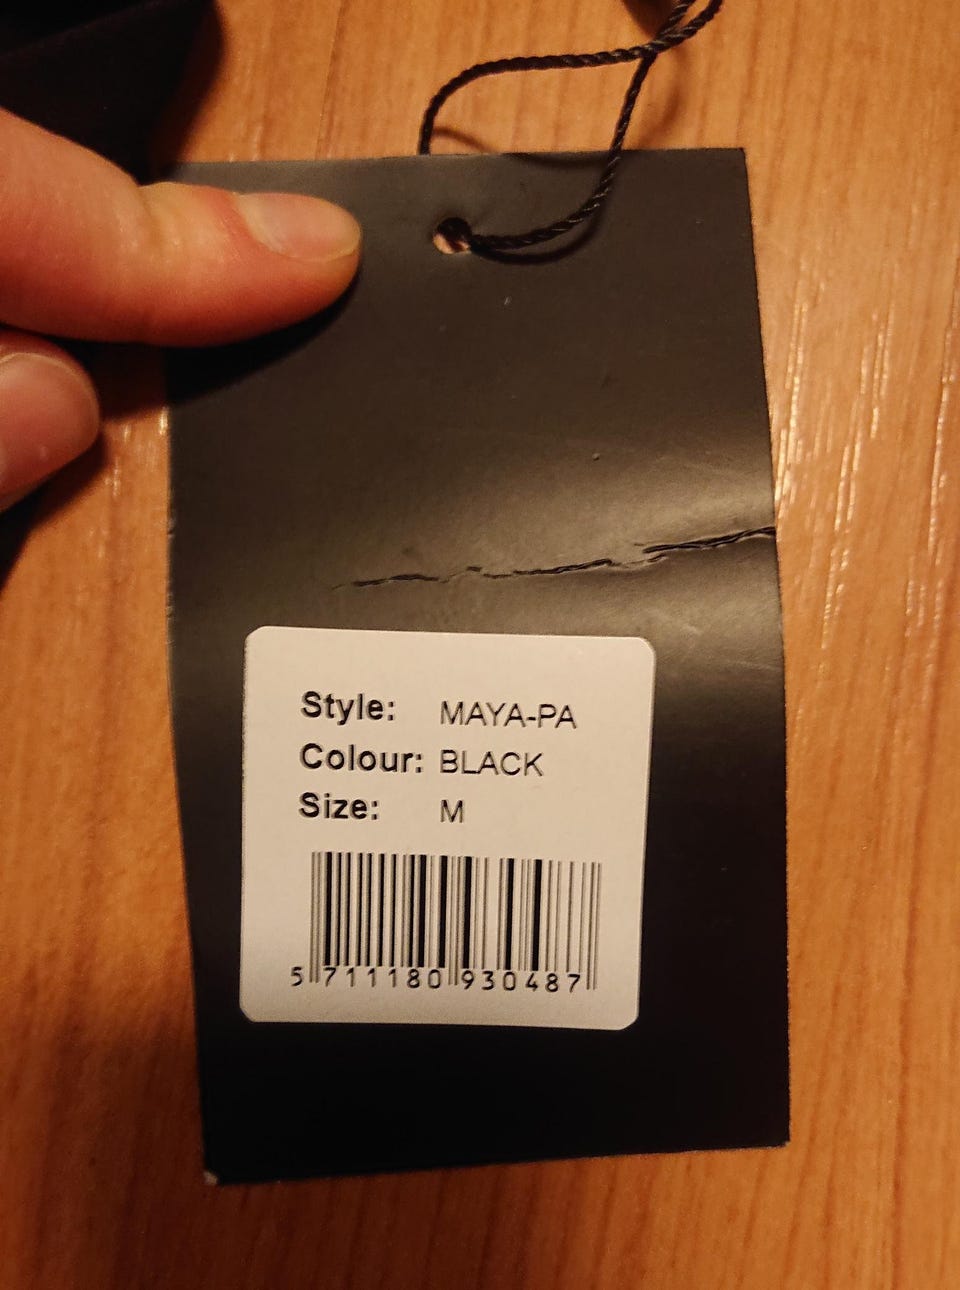 Style: MAYA-PA
Colour: BLACK
Size: M
5 711180 930487